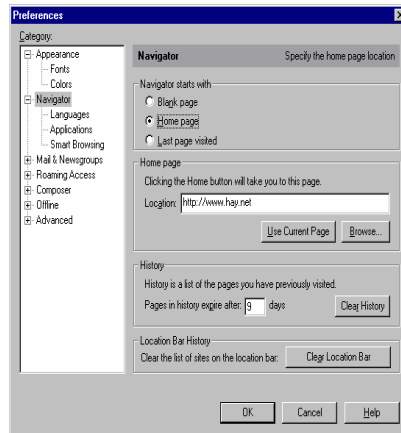 Preferences
Category:
Appearance
Fonts
Colors
Navigator
Languages
Applications
Smart Browsing
Mail & Newsgroups
Roaming Access
Composer
Offline
Advanced
Navigator Specify the home page location
Navigator starts with
Blank page
Home page
Last page visited
Home page
Clicking the Home button will take you to this page.
Location: http://www.hay.net
Use Current Page Browse...
History
History is a list of the pages you have previously visited.
Pages in history expire after: 9 days Clear History
Location Bar History
Clear the list of sites on the location bar: Clear Location Bar
OK Cancel Help